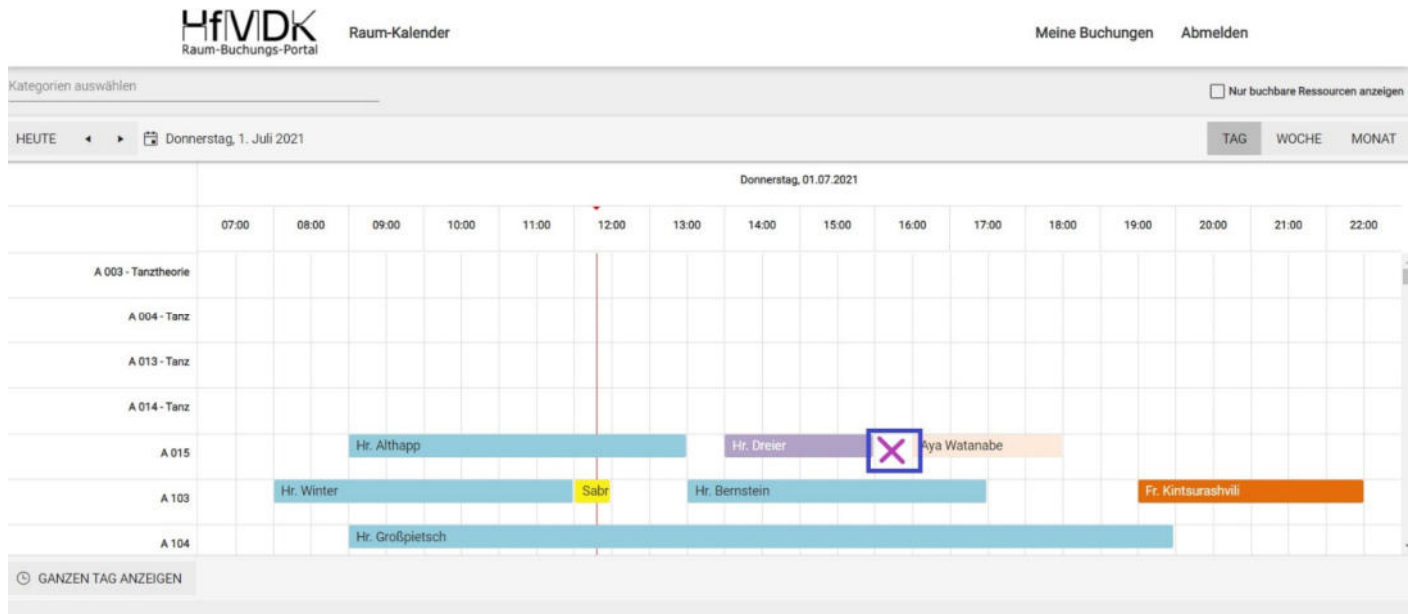 HfMDK
Raum-Buchungs-Portal
Raum-Kalender
Meine Buchungen
Abmelden
Kategorien auswählen
Nur buchbare Ressourcen anzeigen
HEUTE
Donnerstag, 1. Juli 2021
TAG
WOCHE
MONAT
Donnerstag, 01.07.2021
07:00 08:00 09:00 10:00 11:00 12:00 13:00 14:00 15:00 16:00 17:00 18:00 19:00 20:00 21:00 22:00
A 003 - Tanztheorie
A 004 - Tanz
A 013 - Tanz
A 014 - Tanz
A 015 Hr. Althapp Hr. Dreier Aya Watanabe
A 103 Hr. Winter Sabr Hr. Bernstein Fr. Kintsurashvili
A 104 Hr. Großpietsch
GANZEN TAG ANZEIGEN